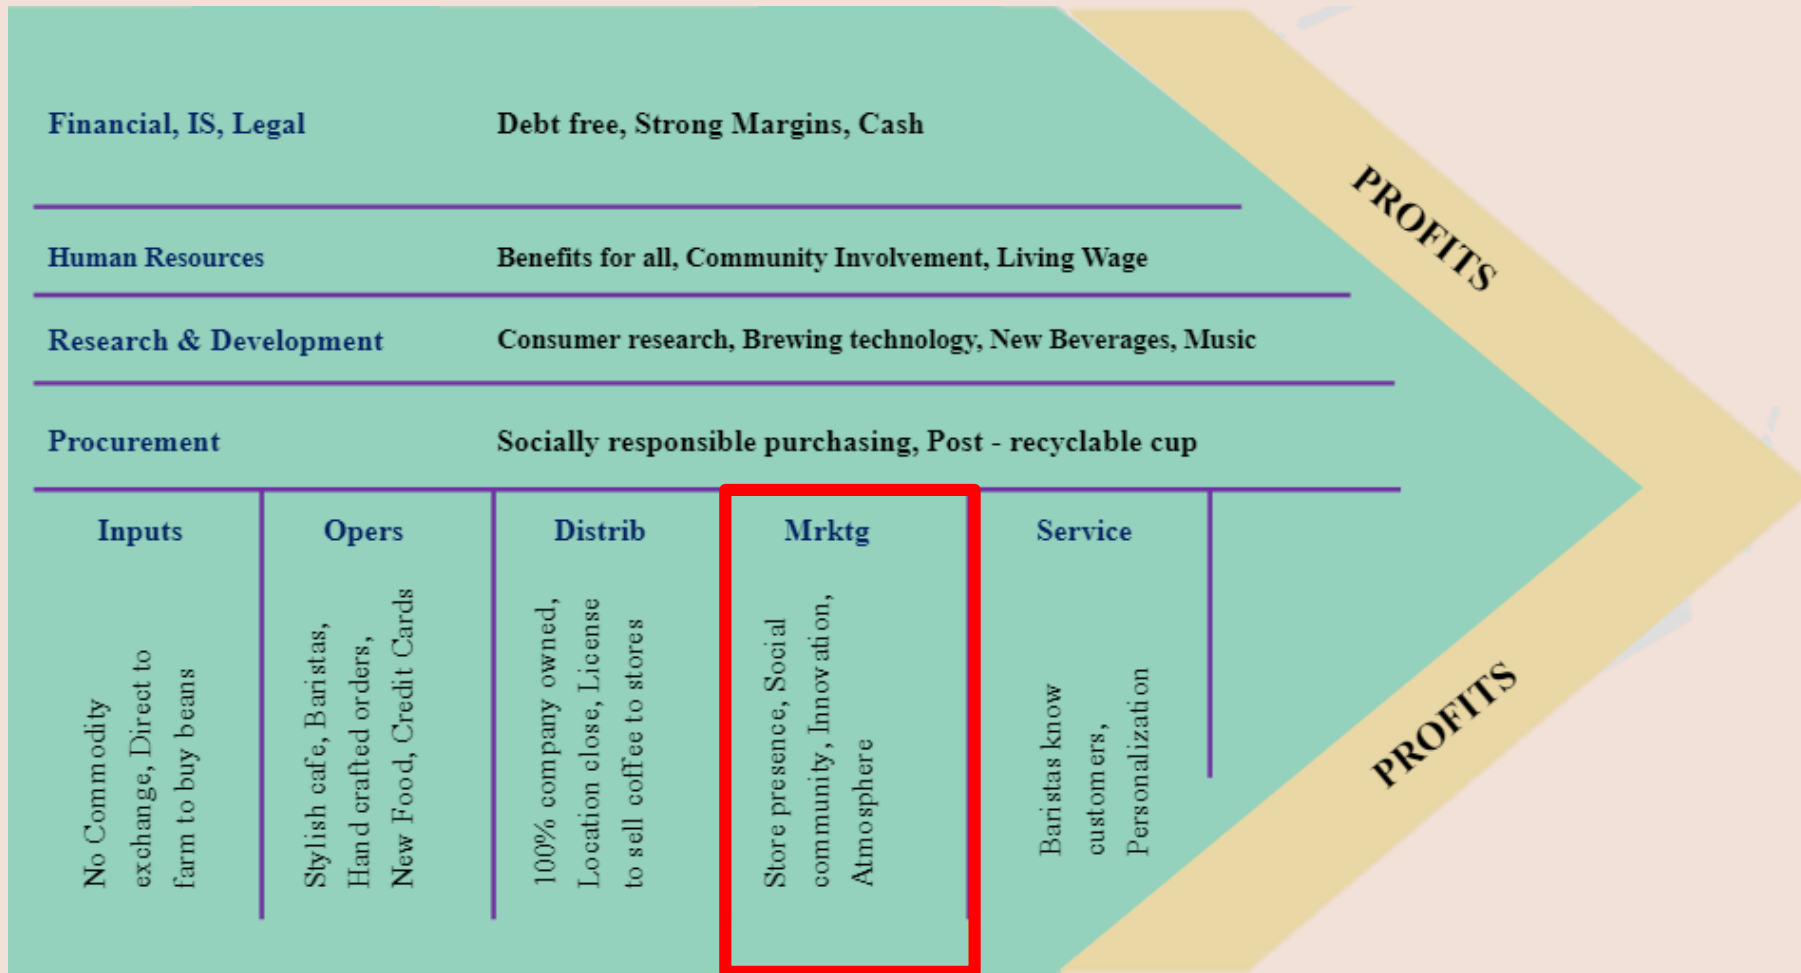 Financial, IS, Legal
Debt free, Strong Margins, Cash
Human Resources
Benefits for all, Community Involvement, Living Wage
Research & Development
Consumer research, Brewing technology, New Beverages, Music
Procurement
Socially responsible purchasing, Post - recyclable cup
Inputs
No Commodity
exchange, Direct to
farm to buy beans
Opers
Stylish cafe, Baristas,
Hand crafted orders,
New Food, Credit Cards
Distrib
100% company owned,
Location close, License
to sell coffee to stores
Mrktg
Store presence, Social
community, Innovation,
Atmosphere
Service
Baristas know
customers,
Personalization
PROFITS
PROFITS